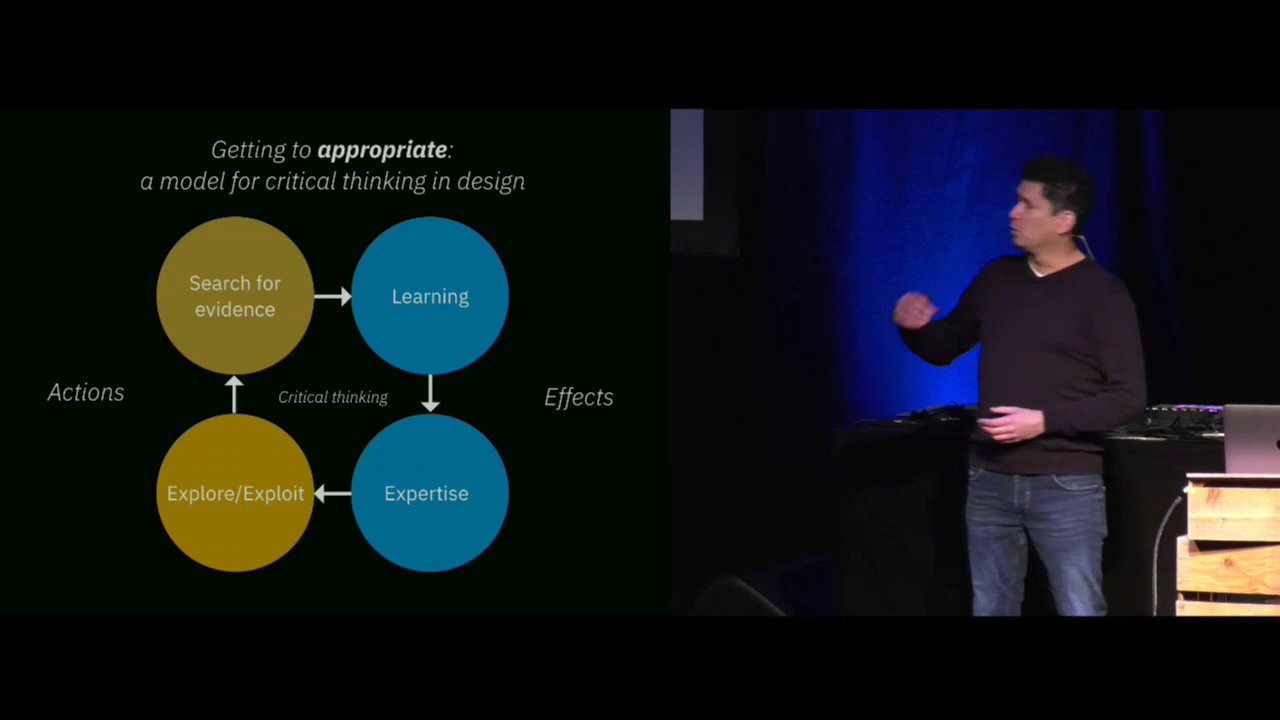 Getting to appropriate:
a model for critical thinking in design
Search for
evidence
Learning
Actions
Critical thinking
Effects
Explore/Exploit
Expertise